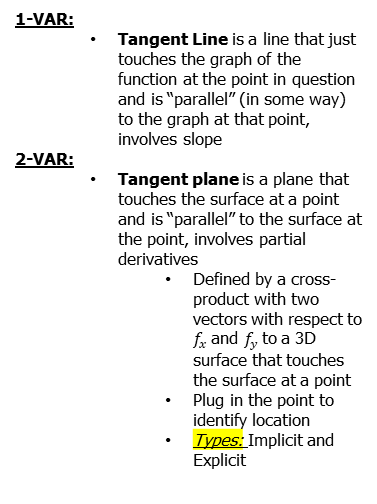 1-VAR:
• Tangent Line is a line that just
touches the graph of the
function at the point in question
and is “parallel” (in some way)
to the graph at that point,
involves slope
2-VAR:
• Tangent plane is a plane that
touches the surface at a point
and is “parallel” to the surface at
the point, involves partial
derivatives
• Defined by a cross-
product with two
vectors with respect to
fₓ and fᵧ to a 3D
surface that touches
the surface at a point
• Plug in the point to
identify location
• Types: Implicit and
Explicit